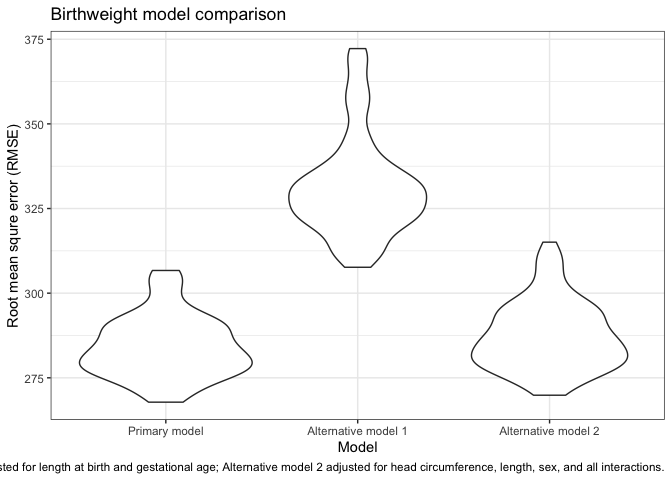 Birthweight model comparison
375
350
325
300
275
Root mean squre error (RMSE)
Primary model
Alternative model 1
Alternative model 2
Model
for length at birth and gestational age; Alternative model 2 adjusted for head circumference, length, sex, and all interactions.